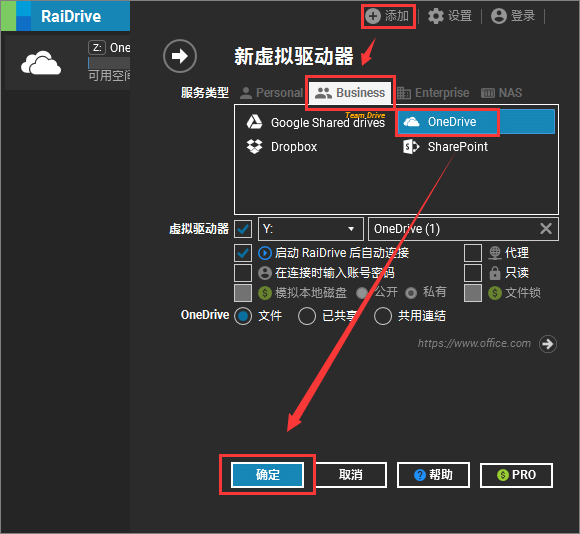 RaiDrive
添加 设置 登录
Z: One
可用空间
新虚拟驱动器
服务类型 Personal Business Enterprise NAS
Team Drive
Google Shared drives OneDrive
Dropbox SharePoint
虚拟驱动器 Y: OneDrive (1)
启动 RaiDrive 后自动连接 代理
在连接时输入账号密码 只读
模拟本地磁盘 公开 私有 文件锁
OneDrive 文件 已共享 共用連結
https://www.office.com
确定 取消 帮助 PRO